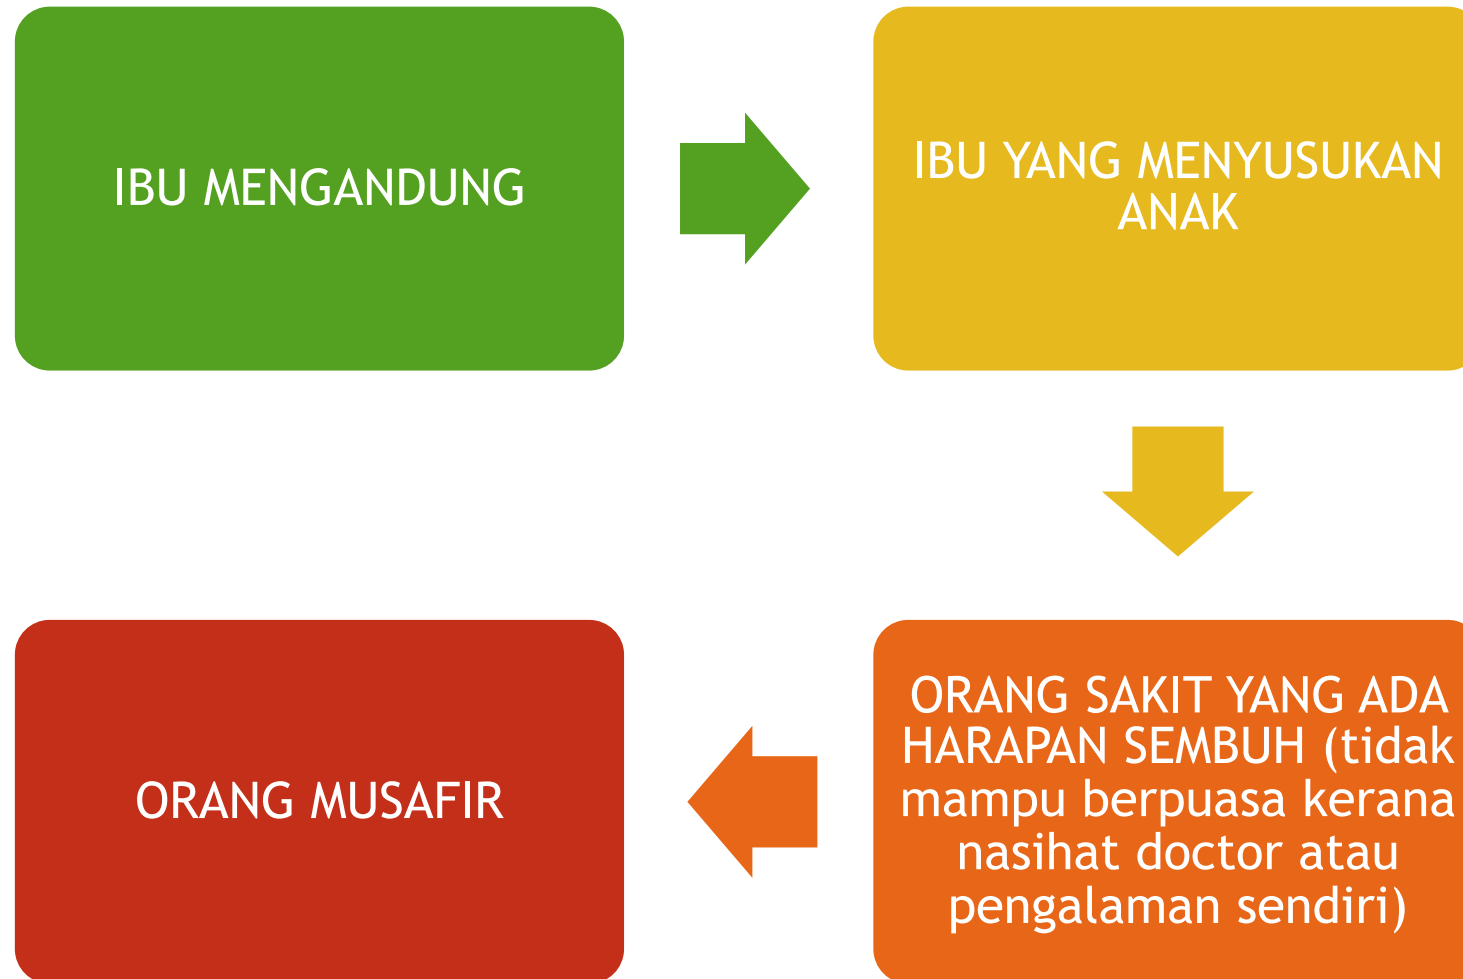 IBU MENGANDUNG
IBU YANG MENYUSUKAN
ANAK
ORANG SAKIT YANG ADA
HARAPAN SEMBUH (tidak
mampu berpuasa kerana
nasihat doctor atau
pengalaman sendiri)
ORANG MUSAFIR